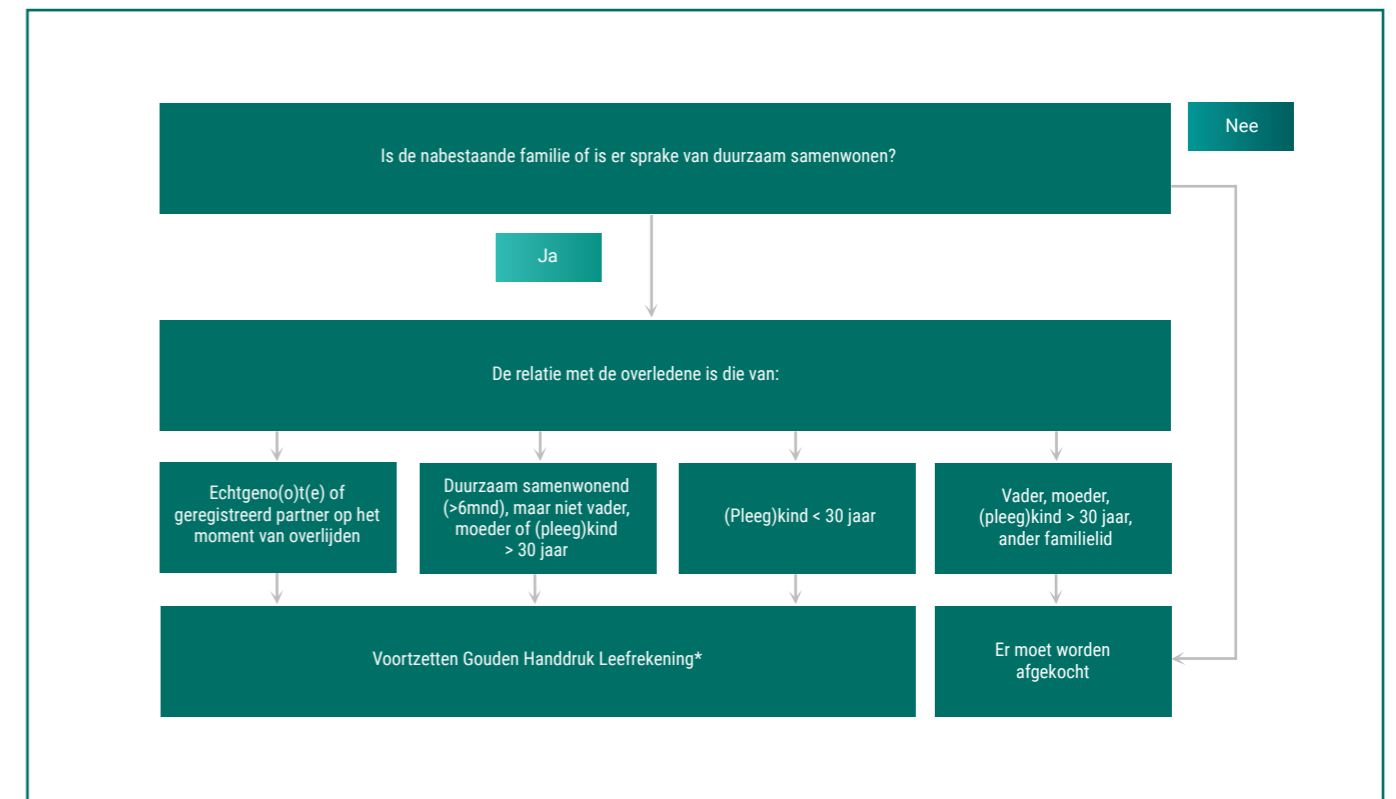 Is de nabestaande familie of is er sprake van duurzaam samenwonen?
Nee
Ja
De relatie met de overledene is die van:
Echtgeno(o)t(e) of
geregistreerd partner op het
moment van overlijden
Duurzaam samenwonend
(>6mnd), maar niet vader,
moeder of (pleeg)kind
> 30 jaar
(Pleeg)kind < 30 jaar
Vader, moeder,
(pleeg)kind > 30 jaar,
ander familielid
Voortzetten Gouden Handdruk Leefrekening*
Er moet worden
afgekocht